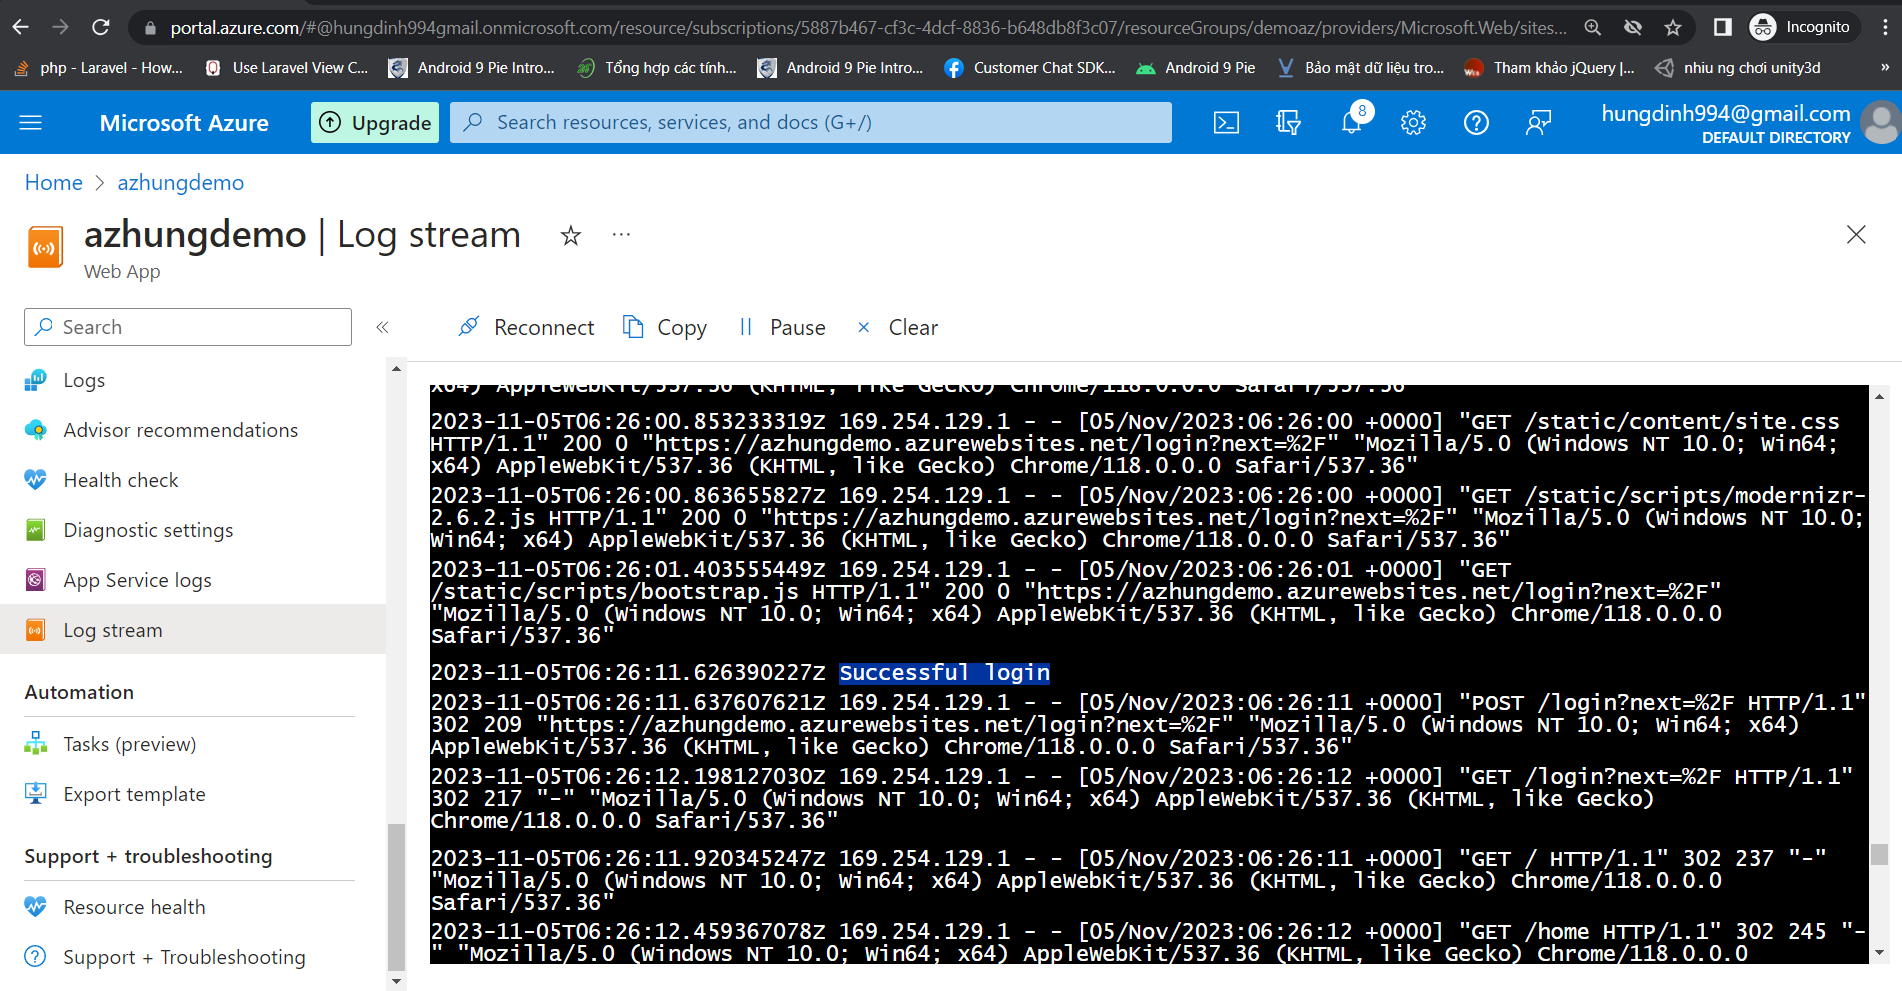 portal.azure.com/#@hungdinh994gmail.onmicrosoft.com/resource/subscriptions/5887b467-cf3c-4dcf-8836-b648db8f3c07/resourceGroups/demoaz/providers/Microsoft.Web/sites...
Incognito
php - Laravel - How...
Use Laravel View C...
Android 9 Pie Intro...
Tổng hợp các tính...
Android 9 Pie Intro...
Customer Chat SDK...
Android 9 Pie
Bảo mật dữ liệu tro...
Tham khảo jQuery |...
nhiu ng chơi unity3d
»
Microsoft Azure
Upgrade
Search resources, services, and docs (G+/)
8
hungdinh994@gmail.com
DEFAULT DIRECTORY
Home > azhungdemo
azhungdemo | Log stream
Web App
Search
«
Reconnect
Copy
Pause
Clear
Logs
Advisor recommendations
Health check
Diagnostic settings
App Service logs
Log stream
Automation
Tasks (preview)
Export template
Support + troubleshooting
Resource health
Support + Troubleshooting
x64) AppleWebKit/537.36 (KHTML, like Gecko) Chrome/118.0.0.0 Safari/537.36"
2023-11-05T06:26:00.853233319Z 169.254.129.1 - - [05/Nov/2023:06:26:00 +0000] "GET /static/content/site.css
HTTP/1.1" 200 0 "https://azhungdemo.azurewebsites.net/login?next=%2F" "Mozilla/5.0 (Windows NT 10.0; Win64;
x64) AppleWebKit/537.36 (KHTML, like Gecko) Chrome/118.0.0.0 Safari/537.36"
2023-11-05T06:26:00.863655827Z 169.254.129.1 - - [05/Nov/2023:06:26:00 +0000] "GET /static/scripts/modernizr-
2.6.2.js HTTP/1.1" 200 0 "https://azhungdemo.azurewebsites.net/login?next=%2F" "Mozilla/5.0 (Windows NT 10.0;
Win64; x64) AppleWebKit/537.36 (KHTML, like Gecko) Chrome/118.0.0.0 Safari/537.36"
2023-11-05T06:26:01.403555449Z 169.254.129.1 - - [05/Nov/2023:06:26:01 +0000] "GET
/static/scripts/bootstrap.js HTTP/1.1" 200 0 "https://azhungdemo.azurewebsites.net/login?next=%2F"
"Mozilla/5.0 (Windows NT 10.0; Win64; x64) AppleWebKit/537.36 (KHTML, like Gecko) Chrome/118.0.0.0
Safari/537.36"
2023-11-05T06:26:11.626390227Z Successful login
2023-11-05T06:26:11.637607621Z 169.254.129.1 - - [05/Nov/2023:06:26:11 +0000] "POST /login?next=%2F HTTP/1.1"
302 209 "https://azhungdemo.azurewebsites.net/login?next=%2F" "Mozilla/5.0 (Windows NT 10.0; Win64; x64)
AppleWebKit/537.36 (KHTML, like Gecko) Chrome/118.0.0.0 Safari/537.36"
2023-11-05T06:26:12.198127030Z 169.254.129.1 - - [05/Nov/2023:06:26:12 +0000] "GET /login?next=%2F HTTP/1.1"
302 217 "-" "Mozilla/5.0 (Windows NT 10.0; Win64; x64) AppleWebKit/537.36 (KHTML, like Gecko)
Chrome/118.0.0.0 Safari/537.36"
2023-11-05T06:26:11.920345247Z 169.254.129.1 - - [05/Nov/2023:06:26:11 +0000] "GET / HTTP/1.1" 302 237 "-"
"Mozilla/5.0 (Windows NT 10.0; Win64; x64) AppleWebKit/537.36 (KHTML, like Gecko) Chrome/118.0.0.0
Safari/537.36"
2023-11-05T06:26:12.459367078Z 169.254.129.1 - - [05/Nov/2023:06:26:12 +0000] "GET /home HTTP/1.1" 302 245 "-
" "Mozilla/5.0 (Windows NT 10.0; Win64; x64) AppleWebKit/537.36 (KHTML, like Gecko) Chrome/118.0.0.0